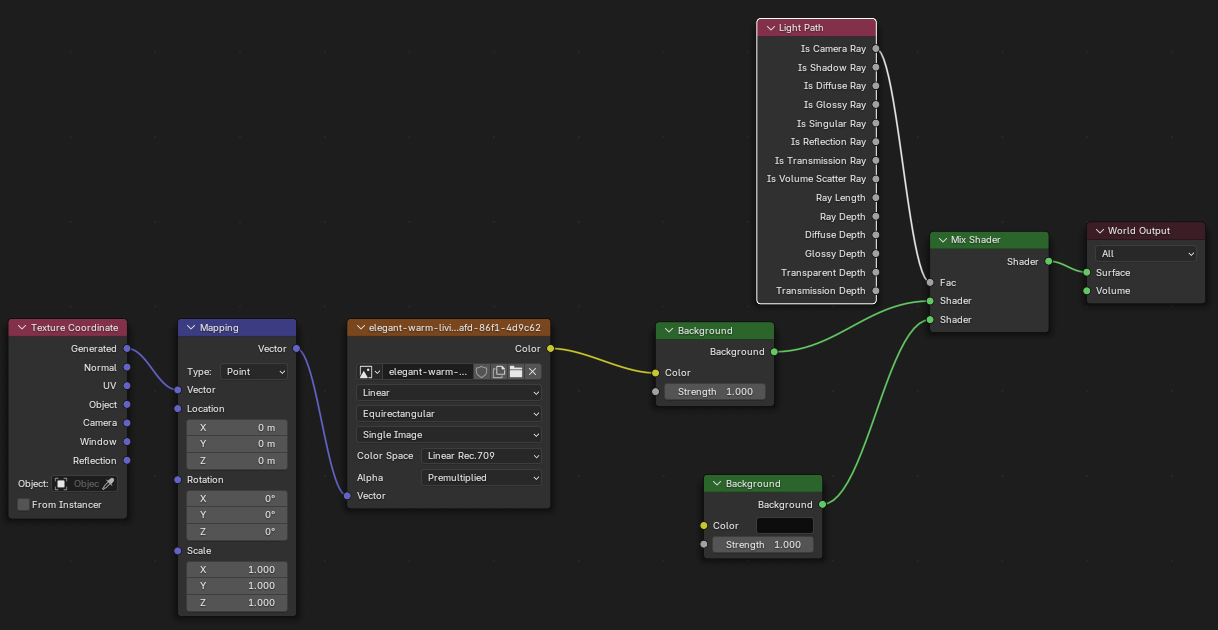 Light Path
Is Camera Ray
Is Shadow Ray
Is Diffuse Ray
Is Glossy Ray
Is Singular Ray
Is Reflection Ray
Is Transmission Ray
Is Volume Scatter Ray
Ray Length
Ray Depth
Diffuse Depth
Glossy Depth
Transparent Depth
Transmission Depth
Mix Shader
Shader
Fac
Shader
Shader
World Output
All
Surface
Volume
Texture Coordinate
Generated
Normal
UV
Object
Camera
Window
Reflection
Object: Objec
From Instancer
Mapping
Vector
Type: Point
Vector
Location
X 0 m
Y 0 m
Z 0 m
Rotation
X 0°
Y 0°
Z 0°
Scale
X 1.000
Y 1.000
Z 1.000
elegant-warm-livi...afd-86f1-4d9c62
Color
elegant-warm-...
Linear
Equirectangular
Single Image
Color Space Linear Rec.709
Alpha Premultiplied
Vector
Background
Background
Color
Strength 1.000
Background
Background
Color
Strength 1.000